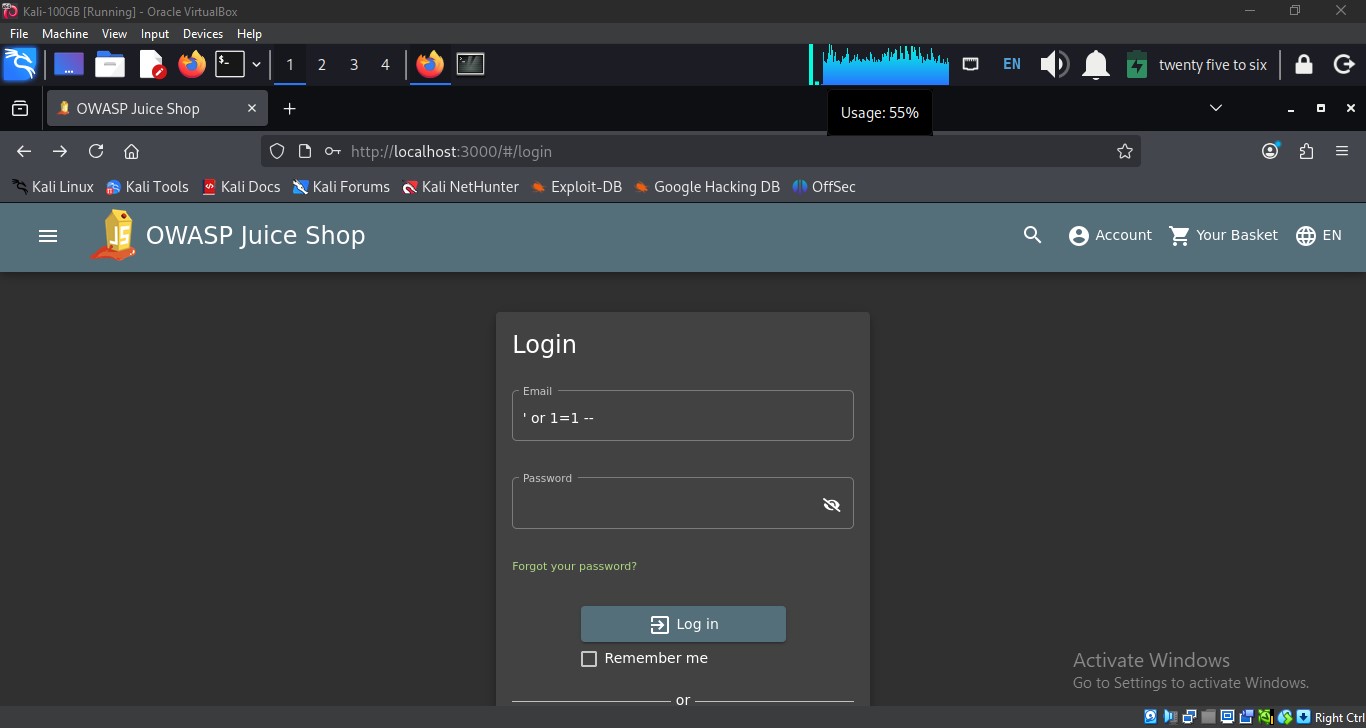 Kali-100GB [Running] - Oracle VirtualBox
File Machine View Input Devices Help
$- 1 2 3 4 EN twenty five to six
OWASP Juice Shop
Usage: 55%
http://localhost:3000/#/login
Kali Linux Kali Tools Kali Docs Kali Forums Kali NetHunter Exploit-DB Google Hacking DB OffSec
OWASP Juice Shop Account Your Basket EN
Login
Email
' or 1=1 --
Password
Forgot your password?
Log in
Remember me
or
Activate Windows
Go to Settings to activate Windows.
Right Ctrl